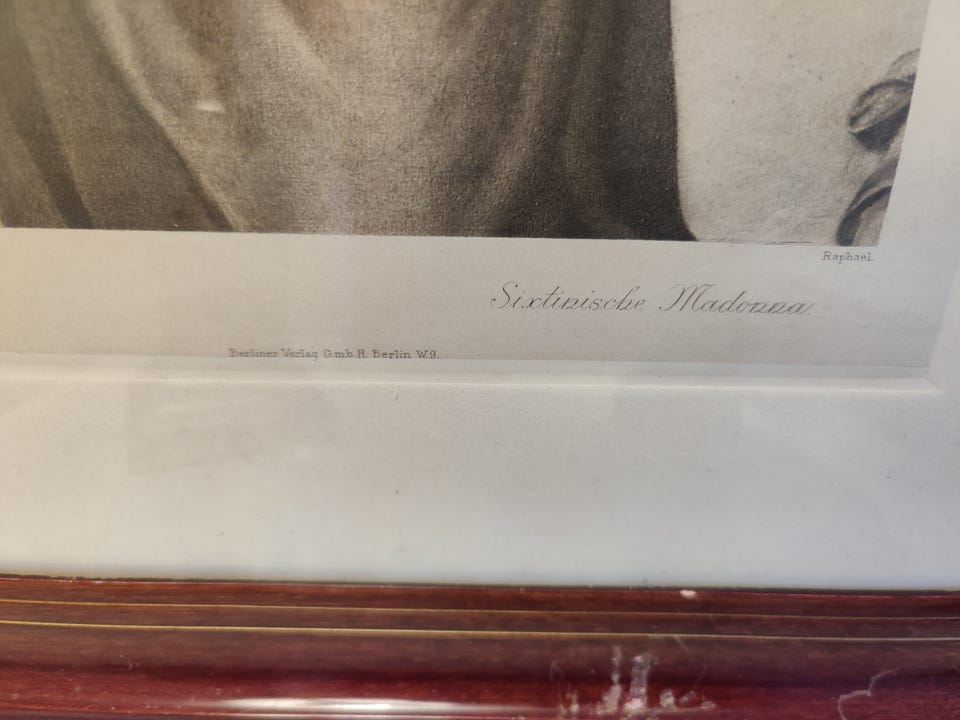 Raphael.
Sixtinische Madonna.
Berliner Verlag G.m.b.H. Berlin W.9.